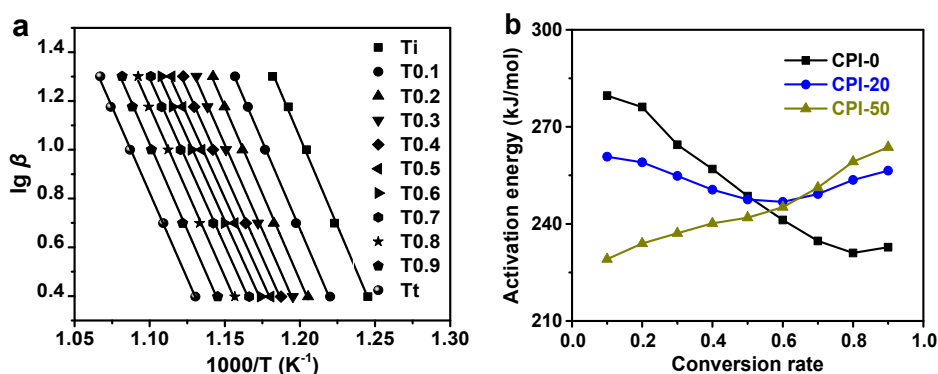 a
1.4
1.2
1.0
0.8
0.6
0.4
lg β
1.05
1.10
1.15
1.20
1.25
1.30
1000/T (K⁻¹)
Ti
T0.1
T0.2
T0.3
T0.4
T0.5
T0.6
T0.7
T0.8
T0.9
Tt
b
300
270
240
210
Activation energy (kJ/mol)
0.0
0.2
0.4
0.6
0.8
1.0
Conversion rate
CPI-0
CPI-20
CPI-50